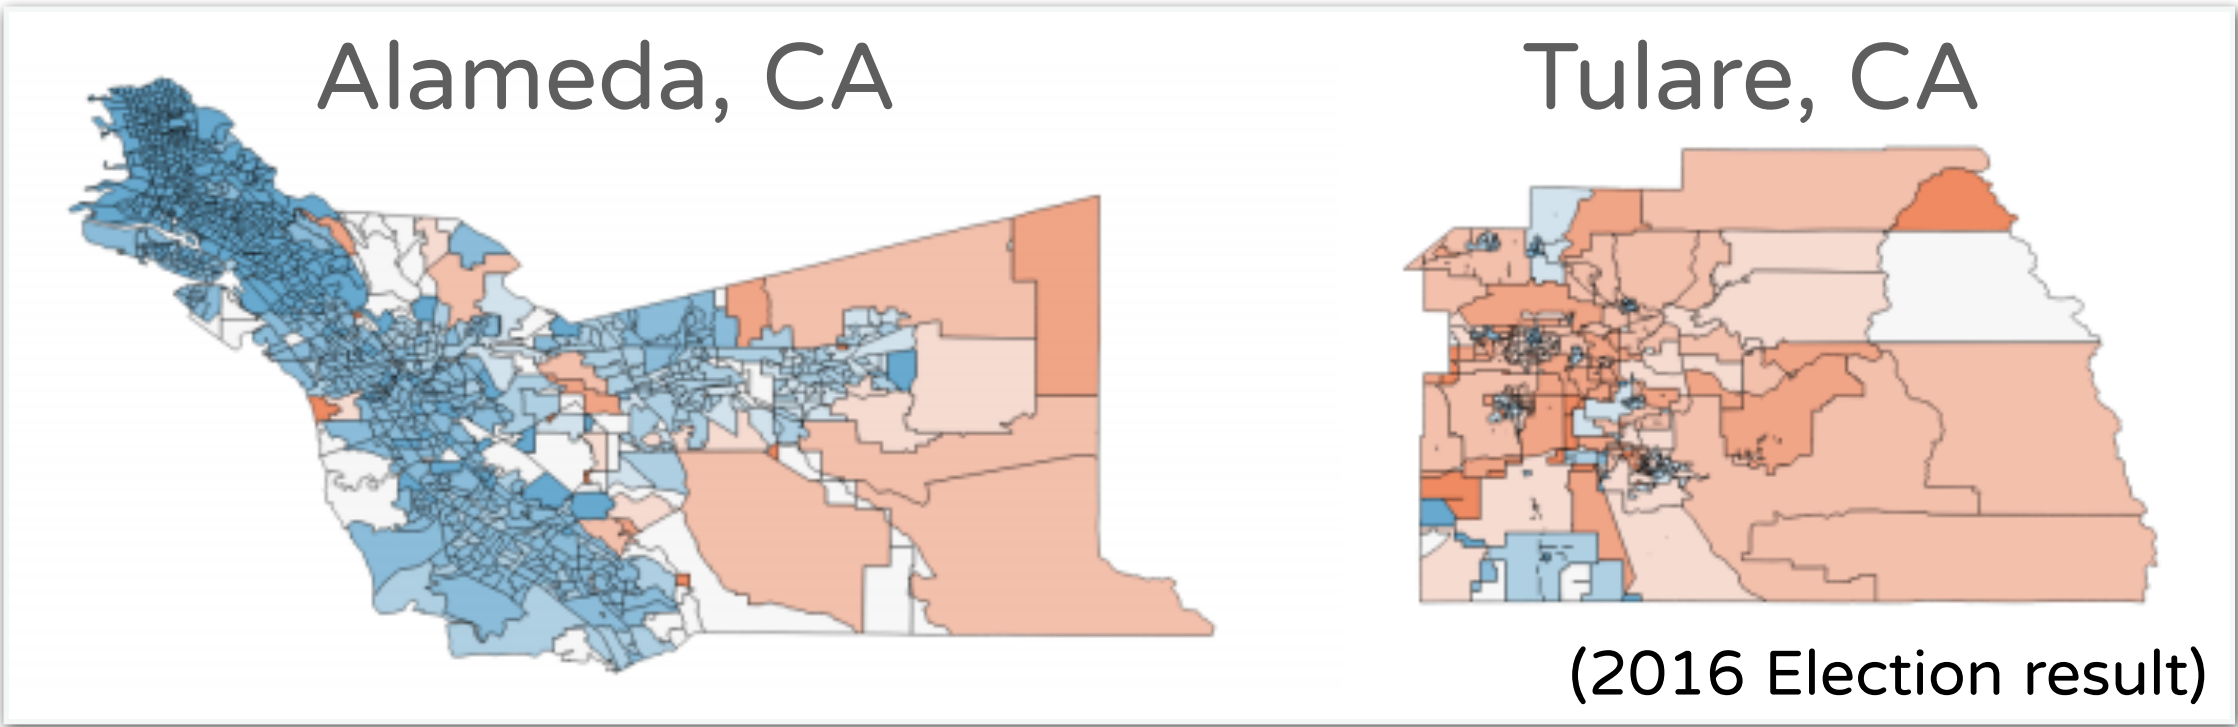 Alameda, CA
Tulare, CA
(2016 Election result)